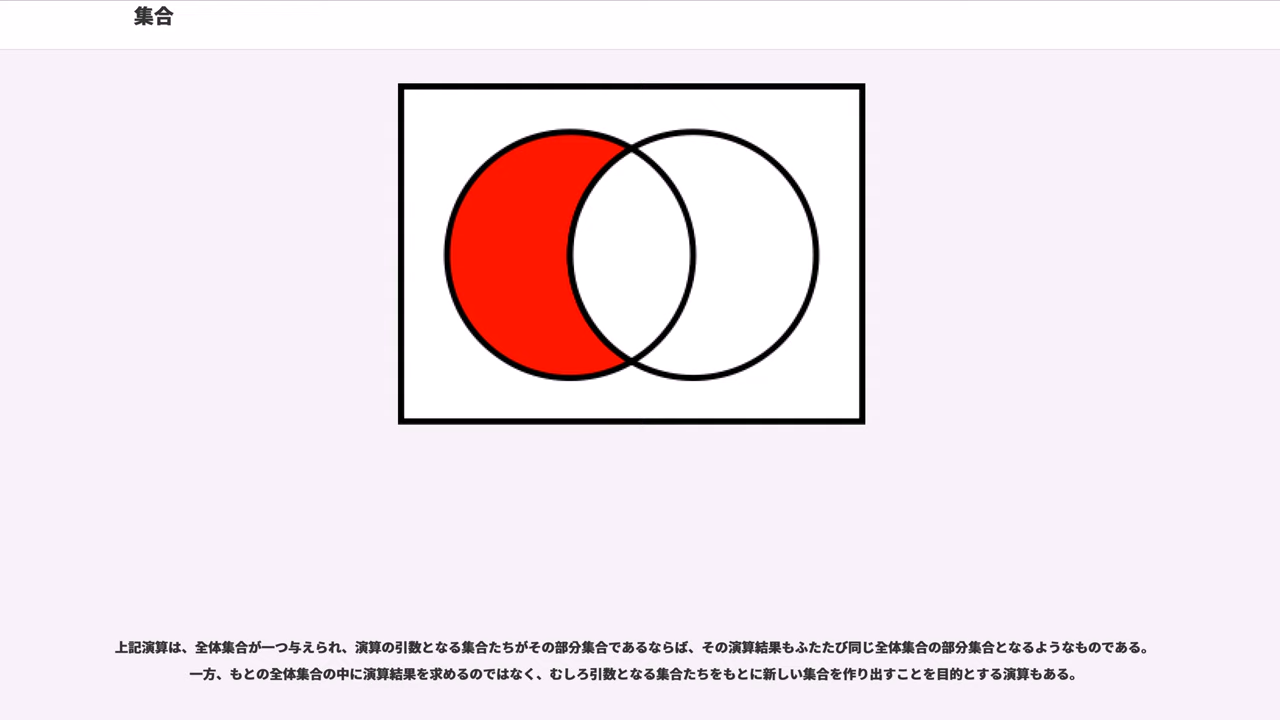 集合
上記演算は、全体集合が一つ与えられ、演算の引数となる集合たちがその部分集合であるならば、その演算結果もふたたび同じ全体集合の部分集合となるようなものである。
一方、もとの全体集合の中に演算結果を求めるのではなく、むしろ引数となる集合たちをもとに新しい集合を作り出すことを目的とする演算もある。